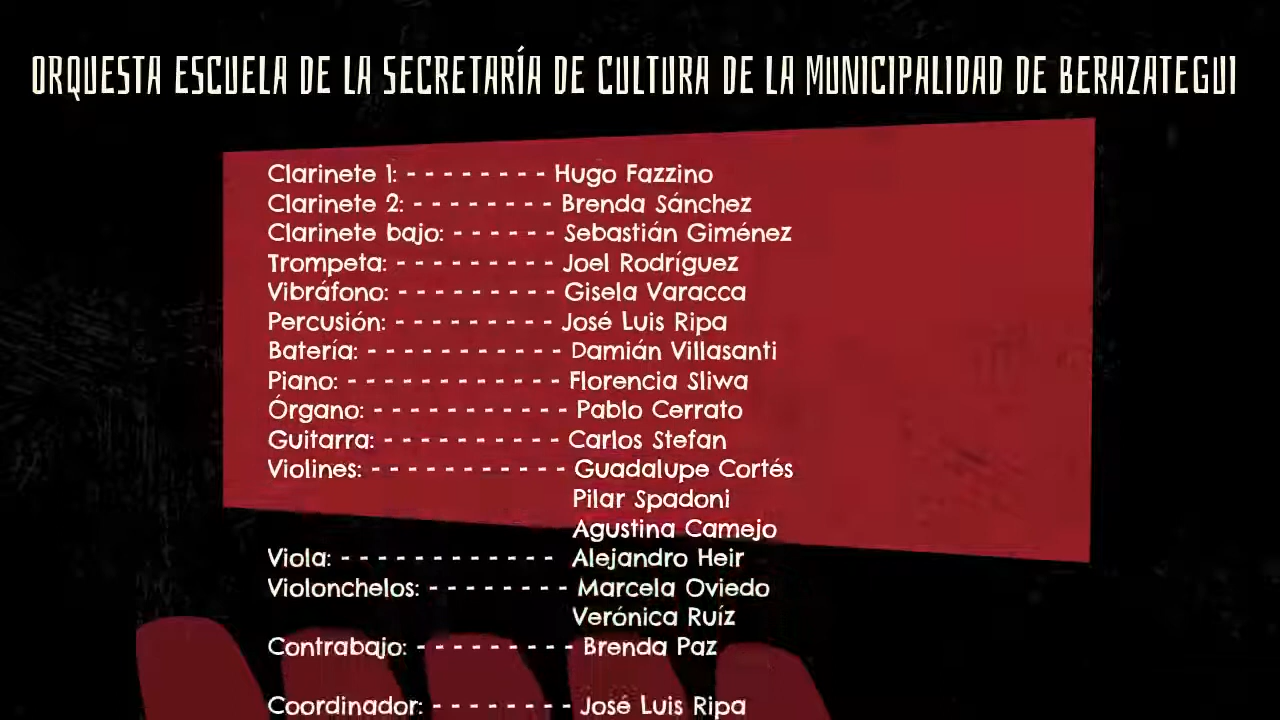 ORQUESTA ESCUELA DE LA SECRETARÍA DE CULTURA DE LA MUNICIPALIDAD DE BERAZATEGUI
Clarinete 1: - - - - - - - - Hugo Fazzino
Clarinete 2: - - - - - - - - Brenda Sánchez
Clarinete bajo: - - - - - - Sebastián Giménez
Trompeta: - - - - - - - - - Joel Rodríguez
Vibráfono: - - - - - - - - - Gisela Varacca
Percusión: - - - - - - - - - José Luis Ripa
Batería: - - - - - - - - - - - Damián Villasanti
Piano: - - - - - - - - - - - - Florencia Sliwa
Órgano: - - - - - - - - - - - Pablo Cerrato
Guitarra: - - - - - - - - - - Carlos Stefan
Violines: - - - - - - - - - - - Guadalupe Cortés
Pilar Spadoni
Agustina Camejo
Viola: - - - - - - - - - - - - Alejandro Heir
Violonchelos: - - - - - - - - Marcela Oviedo
Verónica Ruíz
Contrabajo: - - - - - - - - - Brenda Paz
Coordinador: - - - - - - - - José Luis Ripa